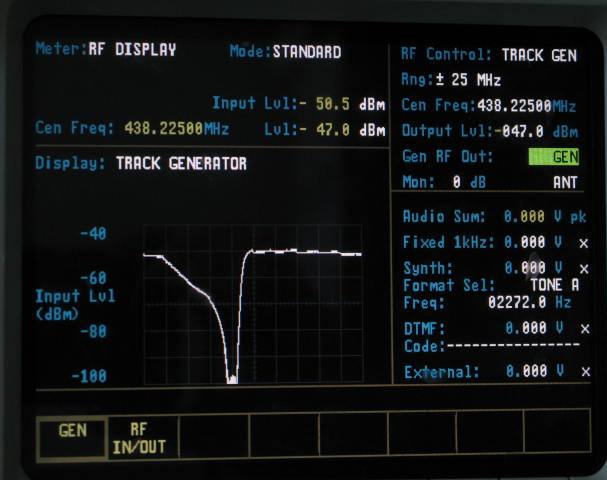 Meter:RF DISPLAY Mode:STANDARD
Input Lvl:- 50.5 dBm
Cen Freq: 438.22500MHz Lvl:- 47.0 dBm
Display: TRACK GENERATOR
-40
-60
Input Lvl
(dBm)
-80
-100
RF Control: TRACK GEN
Rng:± 25 MHz
Cen Freq:438.22500MHz
Output Lvl:-047.0 dBm
Gen RF Out: GEN
Mon: 0 dB ANT
Audio Sum: 0.000 V pk
Fixed 1kHz: 0.000 V x
Synth: 0.000 V x
Format Sel: TONE A
Freq: 02272.0 Hz
DTMF: 0.000 V x
Code:----------------
External: 0.000 V x
GEN
RF
IN/OUT